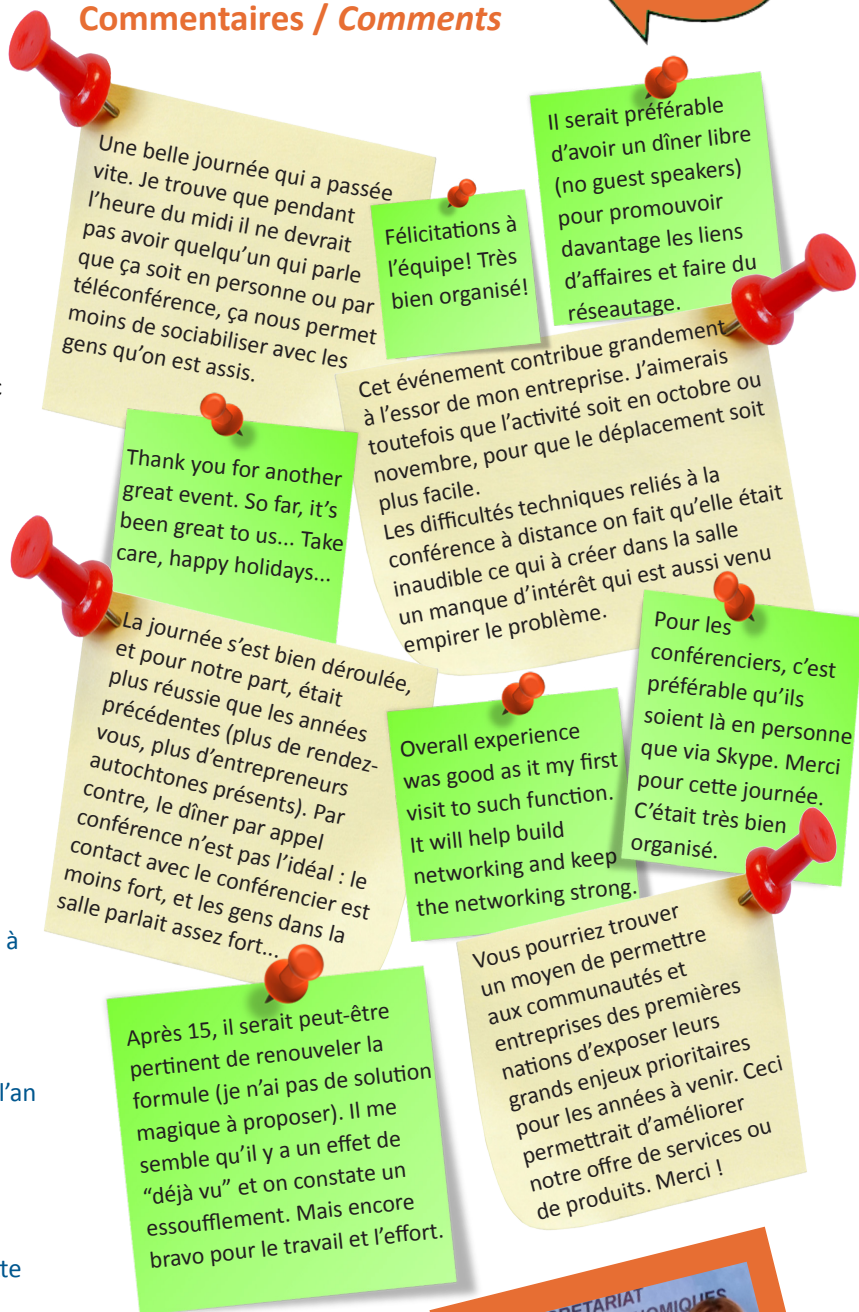 Commentaires / Comments
Une belle journée qui a passée
vite. Je trouve que pendant
l'heure du midi il ne devrait
pas avoir quelqu'un qui parle
que ça soit en personne ou par
téléconférence, ça nous permet
moins de sociabiliser avec les
gens qu'on est assis.
Félicitations à
l'équipe! Très
bien organisé!
Il serait préférable
d'avoir un dîner libre
(no guest speakers)
pour promouvoir
davantage les liens
d'affaires et faire du
réseautage.
Cet événement contribue grandement
à l'essor de mon entreprise. J'aimerais
toutefois que l'activité soit en octobre ou
novembre, pour que le déplacement soit
plus facile.
Les difficultés techniques reliés à la
conférence à distance on fait qu'elle était
inaudible ce qui à créer dans la salle
un manque d'intérêt qui est aussi venu
empirer le problème.
Thank you for another
great event. So far, it's
been great to us... Take
care, happy holidays...
La journée s'est bien déroulée,
et pour notre part, était
plus réussie que les années
précédentes (plus de rendez-
vous, plus d'entrepreneurs
autochtones présents). Par
contre, le dîner par appel
conférence n'est pas l'idéal : le
contact avec le conférencier est
moins fort, et les gens dans la
salle parlait assez fort...
Overall experience
was good as it my first
visit to such function.
It will help build
networking and keep
the networking strong.
Pour les
conférenciers, c'est
préférable qu'ils
soient là en personne
que via Skype. Merci
pour cette journée.
C'était très bien
organisé.
Vous pourriez trouver
un moyen de permettre
aux communautés et
entreprises des premières
nations d'exposer leurs
grands enjeux prioritaires
pour les années à venir. Ceci
permettrait d'améliorer
notre offre de services ou
de produits. Merci !
Après 15, il serait peut-être
pertinent de renouveler la
formule (je n'ai pas de solution
magique à proposer). Il me
semble qu'il y a un effet de
"déjà vu" et on constate un
essoufflement. Mais encore
bravo pour le travail et l'effort.
à
l'an
te